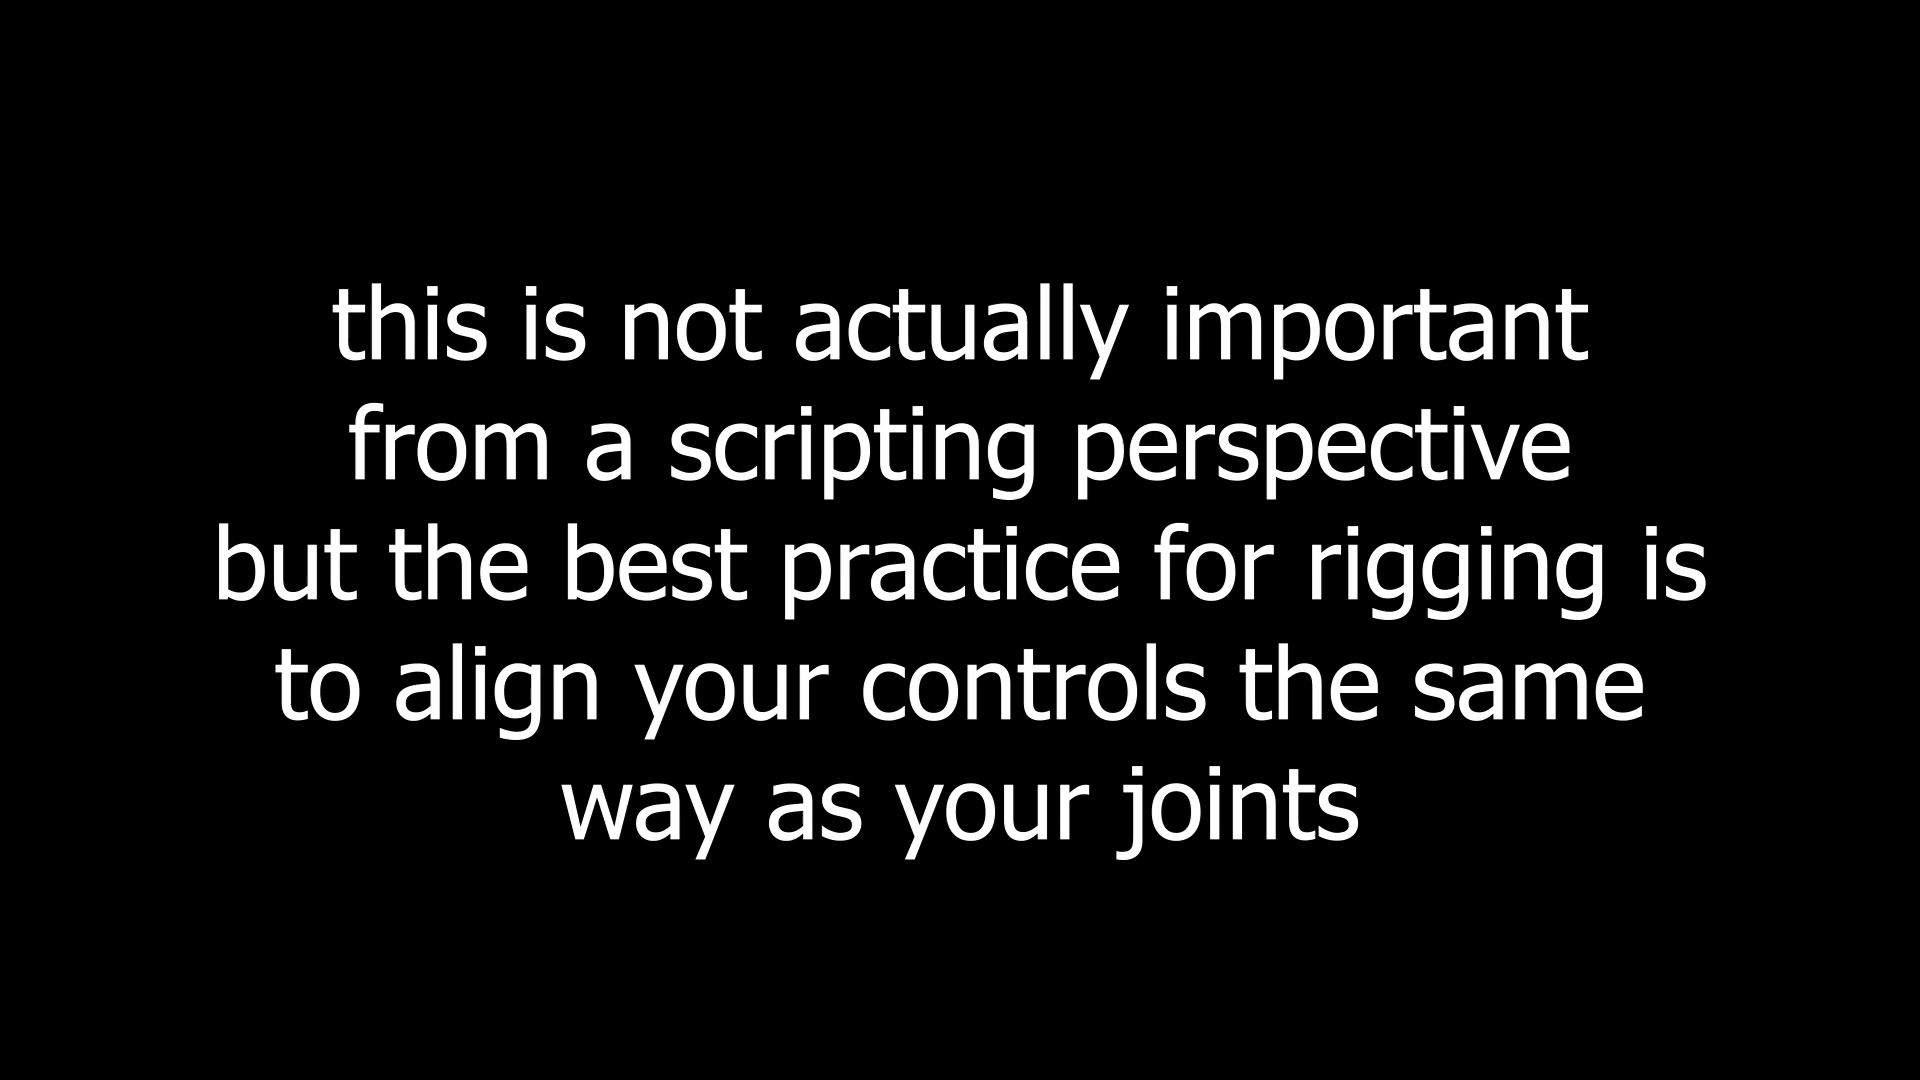 this is not actually important
from a scripting perspective
but the best practice for rigging is
to align your controls the same
way as your joints